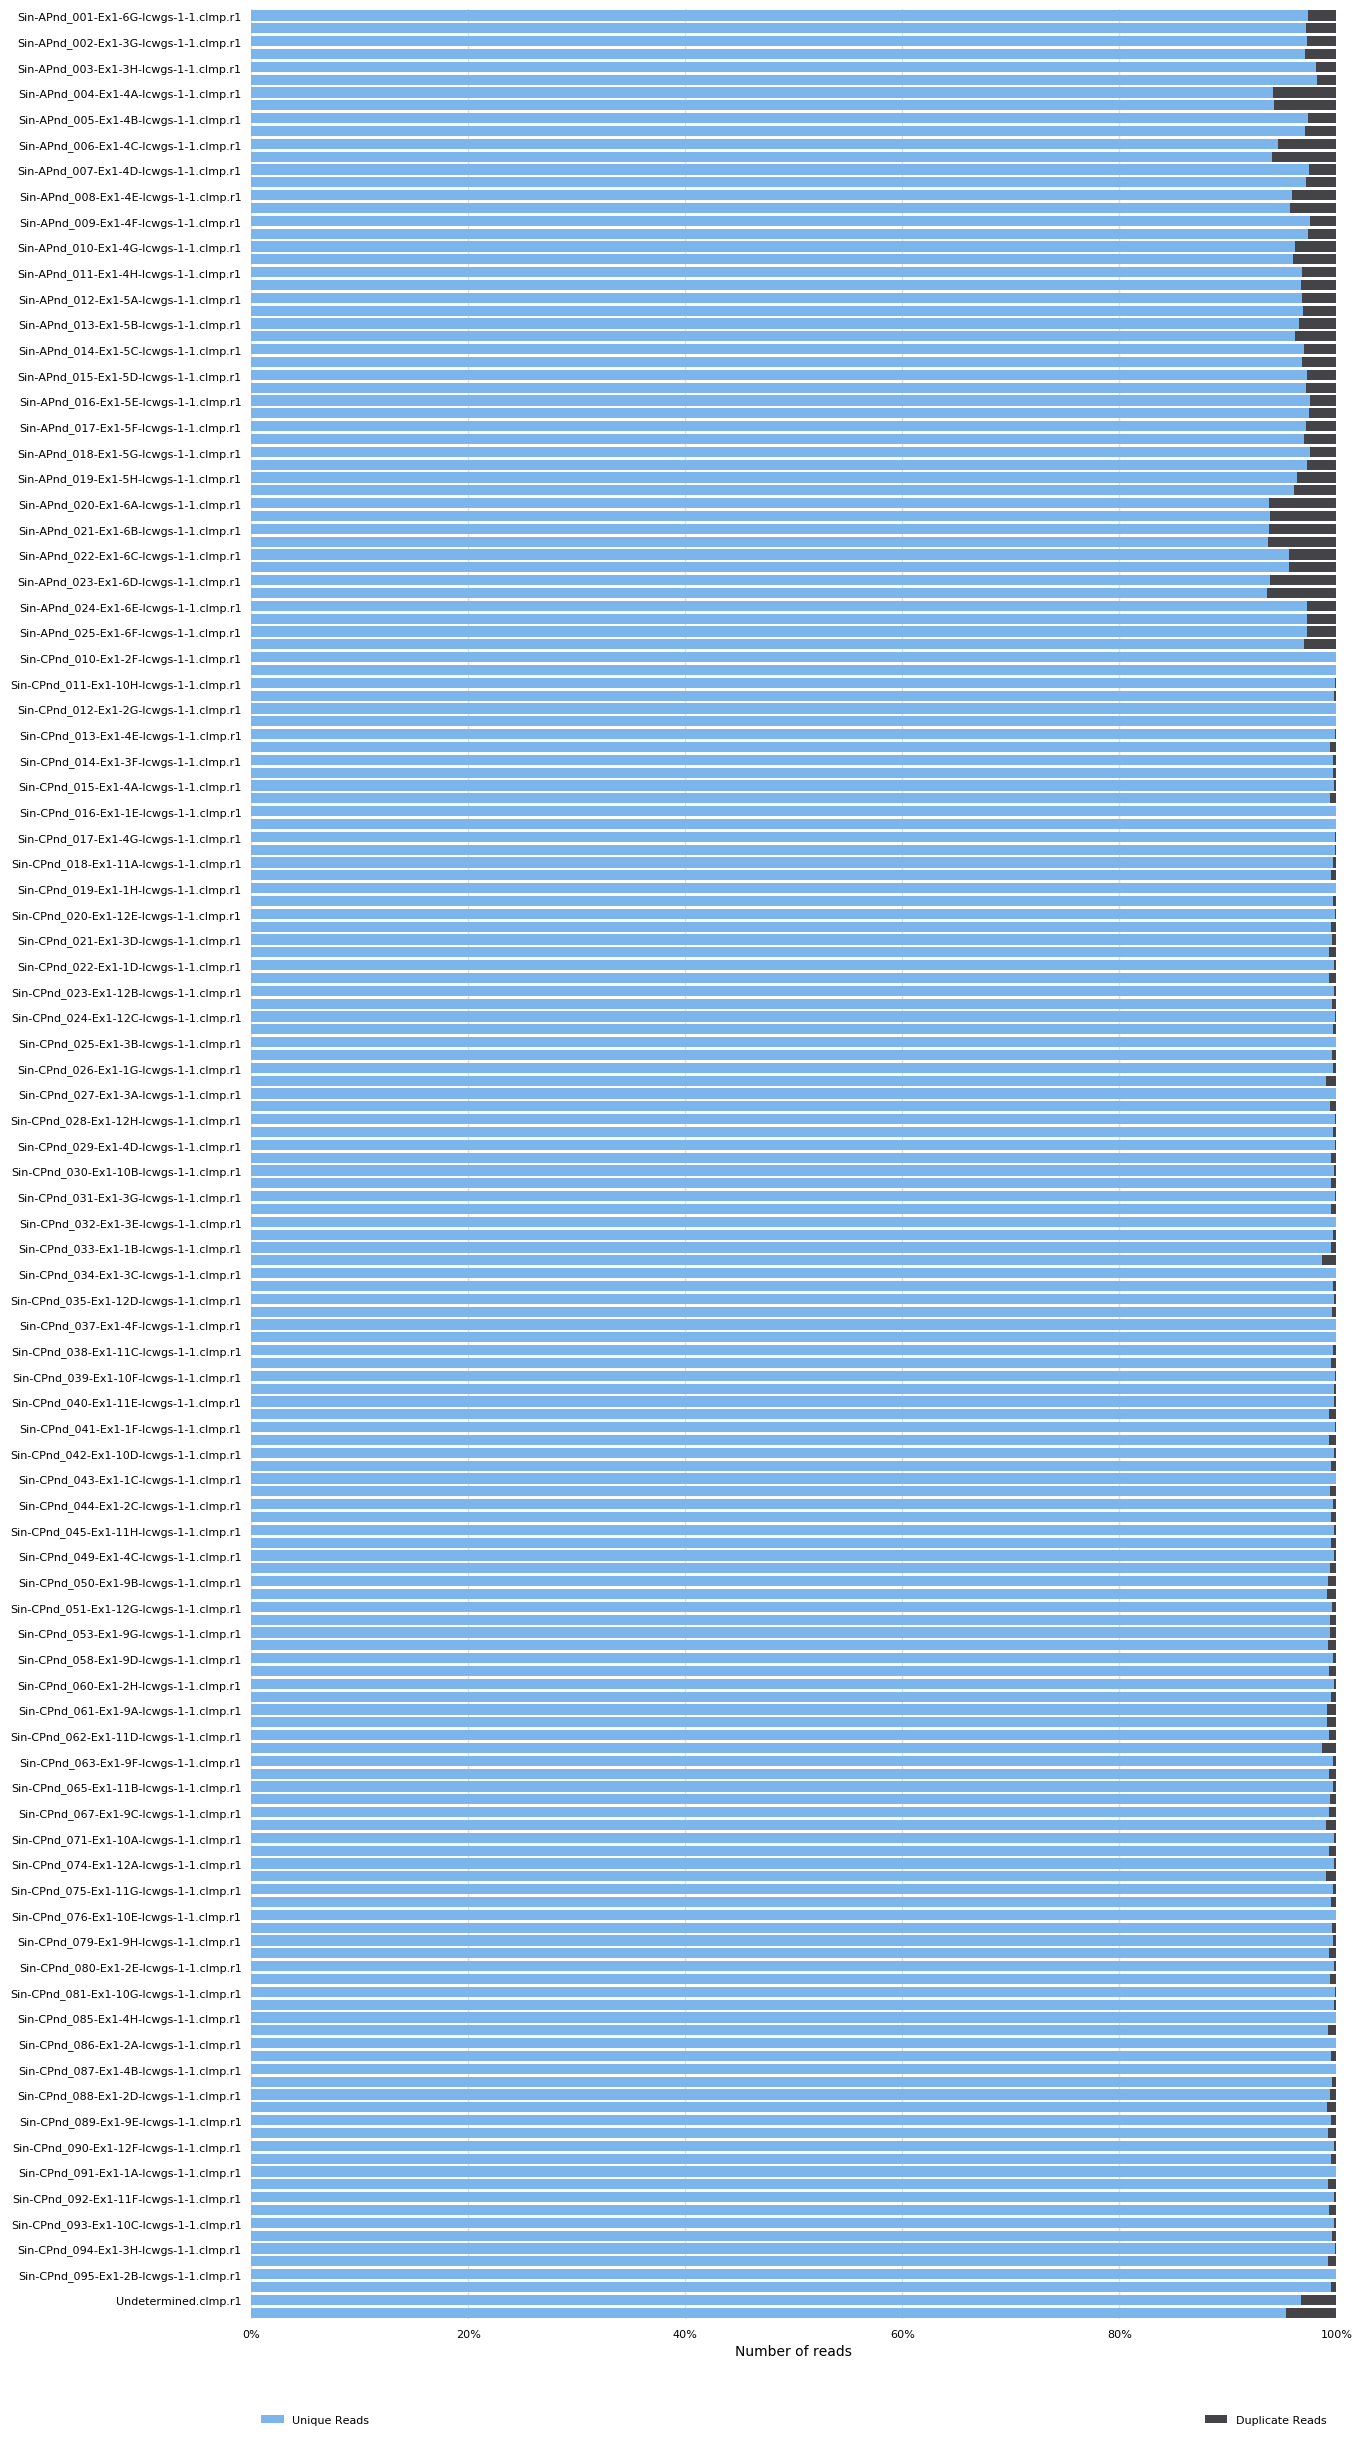 Sin-APnd_001-Ex1-6G-lcwgs-1-1.clmp.r1
Sin-APnd_002-Ex1-3G-lcwgs-1-1.clmp.r1
Sin-APnd_003-Ex1-3H-lcwgs-1-1.clmp.r1
Sin-APnd_004-Ex1-4A-lcwgs-1-1.clmp.r1
Sin-APnd_005-Ex1-4B-lcwgs-1-1.clmp.r1
Sin-APnd_006-Ex1-4C-lcwgs-1-1.clmp.r1
Sin-APnd_007-Ex1-4D-lcwgs-1-1.clmp.r1
Sin-APnd_008-Ex1-4E-lcwgs-1-1.clmp.r1
Sin-APnd_009-Ex1-4F-lcwgs-1-1.clmp.r1
Sin-APnd_010-Ex1-4G-lcwgs-1-1.clmp.r1
Sin-APnd_011-Ex1-4H-lcwgs-1-1.clmp.r1
Sin-APnd_012-Ex1-5A-lcwgs-1-1.clmp.r1
Sin-APnd_013-Ex1-5B-lcwgs-1-1.clmp.r1
Sin-APnd_014-Ex1-5C-lcwgs-1-1.clmp.r1
Sin-APnd_015-Ex1-5D-lcwgs-1-1.clmp.r1
Sin-APnd_016-Ex1-5E-lcwgs-1-1.clmp.r1
Sin-APnd_017-Ex1-5F-lcwgs-1-1.clmp.r1
Sin-APnd_018-Ex1-5G-lcwgs-1-1.clmp.r1
Sin-APnd_019-Ex1-5H-lcwgs-1-1.clmp.r1
Sin-APnd_020-Ex1-6A-lcwgs-1-1.clmp.r1
Sin-APnd_021-Ex1-6B-lcwgs-1-1.clmp.r1
Sin-APnd_022-Ex1-6C-lcwgs-1-1.clmp.r1
Sin-APnd_023-Ex1-6D-lcwgs-1-1.clmp.r1
Sin-APnd_024-Ex1-6E-lcwgs-1-1.clmp.r1
Sin-APnd_025-Ex1-6F-lcwgs-1-1.clmp.r1
Sin-CPnd_010-Ex1-2F-lcwgs-1-1.clmp.r1
Sin-CPnd_011-Ex1-10H-lcwgs-1-1.clmp.r1
Sin-CPnd_012-Ex1-2G-lcwgs-1-1.clmp.r1
Sin-CPnd_013-Ex1-4E-lcwgs-1-1.clmp.r1
Sin-CPnd_014-Ex1-3F-lcwgs-1-1.clmp.r1
Sin-CPnd_015-Ex1-4A-lcwgs-1-1.clmp.r1
Sin-CPnd_016-Ex1-1E-lcwgs-1-1.clmp.r1
Sin-CPnd_017-Ex1-4G-lcwgs-1-1.clmp.r1
Sin-CPnd_018-Ex1-11A-lcwgs-1-1.clmp.r1
Sin-CPnd_019-Ex1-1H-lcwgs-1-1.clmp.r1
Sin-CPnd_020-Ex1-12E-lcwgs-1-1.clmp.r1
Sin-CPnd_021-Ex1-3D-lcwgs-1-1.clmp.r1
Sin-CPnd_022-Ex1-1D-lcwgs-1-1.clmp.r1
Sin-CPnd_023-Ex1-12B-lcwgs-1-1.clmp.r1
Sin-CPnd_024-Ex1-12C-lcwgs-1-1.clmp.r1
Sin-CPnd_025-Ex1-3B-lcwgs-1-1.clmp.r1
Sin-CPnd_026-Ex1-1G-lcwgs-1-1.clmp.r1
Sin-CPnd_027-Ex1-3A-lcwgs-1-1.clmp.r1
Sin-CPnd_028-Ex1-12H-lcwgs-1-1.clmp.r1
Sin-CPnd_029-Ex1-4D-lcwgs-1-1.clmp.r1
Sin-CPnd_030-Ex1-10B-lcwgs-1-1.clmp.r1
Sin-CPnd_031-Ex1-3G-lcwgs-1-1.clmp.r1
Sin-CPnd_032-Ex1-3E-lcwgs-1-1.clmp.r1
Sin-CPnd_033-Ex1-1B-lcwgs-1-1.clmp.r1
Sin-CPnd_034-Ex1-3C-lcwgs-1-1.clmp.r1
Sin-CPnd_035-Ex1-12D-lcwgs-1-1.clmp.r1
Sin-CPnd_037-Ex1-4F-lcwgs-1-1.clmp.r1
Sin-CPnd_038-Ex1-11C-lcwgs-1-1.clmp.r1
Sin-CPnd_039-Ex1-10F-lcwgs-1-1.clmp.r1
Sin-CPnd_040-Ex1-11E-lcwgs-1-1.clmp.r1
Sin-CPnd_041-Ex1-1F-lcwgs-1-1.clmp.r1
Sin-CPnd_042-Ex1-10D-lcwgs-1-1.clmp.r1
Sin-CPnd_043-Ex1-1C-lcwgs-1-1.clmp.r1
Sin-CPnd_044-Ex1-2C-lcwgs-1-1.clmp.r1
Sin-CPnd_045-Ex1-11H-lcwgs-1-1.clmp.r1
Sin-CPnd_049-Ex1-4C-lcwgs-1-1.clmp.r1
Sin-CPnd_050-Ex1-9B-lcwgs-1-1.clmp.r1
Sin-CPnd_051-Ex1-12G-lcwgs-1-1.clmp.r1
Sin-CPnd_053-Ex1-9G-lcwgs-1-1.clmp.r1
Sin-CPnd_058-Ex1-9D-lcwgs-1-1.clmp.r1
Sin-CPnd_060-Ex1-2H-lcwgs-1-1.clmp.r1
Sin-CPnd_061-Ex1-9A-lcwgs-1-1.clmp.r1
Sin-CPnd_062-Ex1-11D-lcwgs-1-1.clmp.r1
Sin-CPnd_063-Ex1-9F-lcwgs-1-1.clmp.r1
Sin-CPnd_065-Ex1-11B-lcwgs-1-1.clmp.r1
Sin-CPnd_067-Ex1-9C-lcwgs-1-1.clmp.r1
Sin-CPnd_071-Ex1-10A-lcwgs-1-1.clmp.r1
Sin-CPnd_074-Ex1-12A-lcwgs-1-1.clmp.r1
Sin-CPnd_075-Ex1-11G-lcwgs-1-1.clmp.r1
Sin-CPnd_076-Ex1-10E-lcwgs-1-1.clmp.r1
Sin-CPnd_079-Ex1-9H-lcwgs-1-1.clmp.r1
Sin-CPnd_080-Ex1-2E-lcwgs-1-1.clmp.r1
Sin-CPnd_081-Ex1-10G-lcwgs-1-1.clmp.r1
Sin-CPnd_085-Ex1-4H-lcwgs-1-1.clmp.r1
Sin-CPnd_086-Ex1-2A-lcwgs-1-1.clmp.r1
Sin-CPnd_087-Ex1-4B-lcwgs-1-1.clmp.r1
Sin-CPnd_088-Ex1-2D-lcwgs-1-1.clmp.r1
Sin-CPnd_089-Ex1-9E-lcwgs-1-1.clmp.r1
Sin-CPnd_090-Ex1-12F-lcwgs-1-1.clmp.r1
Sin-CPnd_091-Ex1-1A-lcwgs-1-1.clmp.r1
Sin-CPnd_092-Ex1-11F-lcwgs-1-1.clmp.r1
Sin-CPnd_093-Ex1-10C-lcwgs-1-1.clmp.r1
Sin-CPnd_094-Ex1-3H-lcwgs-1-1.clmp.r1
Sin-CPnd_095-Ex1-2B-lcwgs-1-1.clmp.r1
Undetermined.clmp.r1
0% 20% 40% 60% 80% 100%
Number of reads
Unique Reads Duplicate Reads